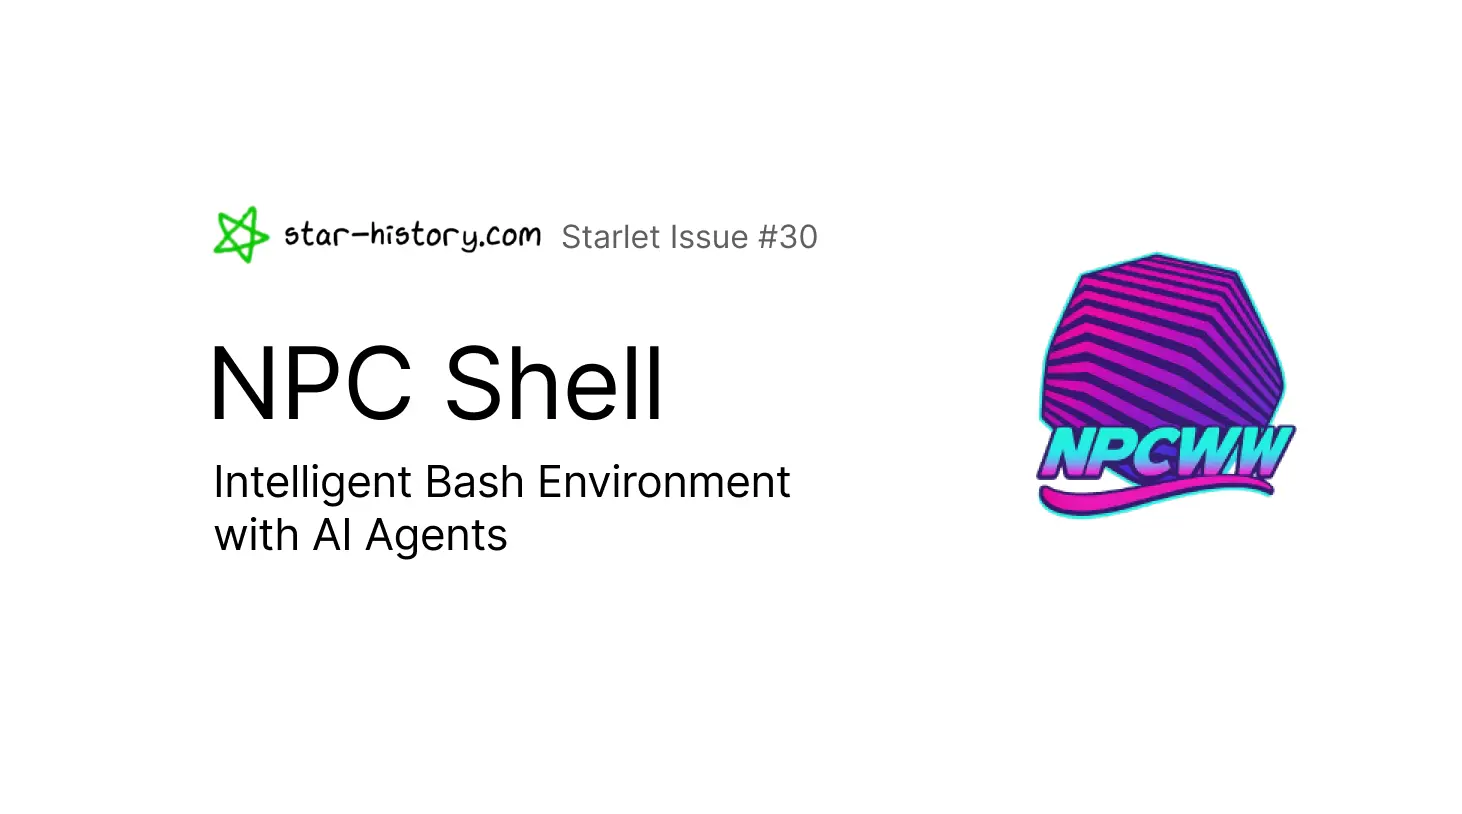 star-history.com Starlet Issue #30
NPC Shell
Intelligent Bash Environment
with AI Agents
NPCWW